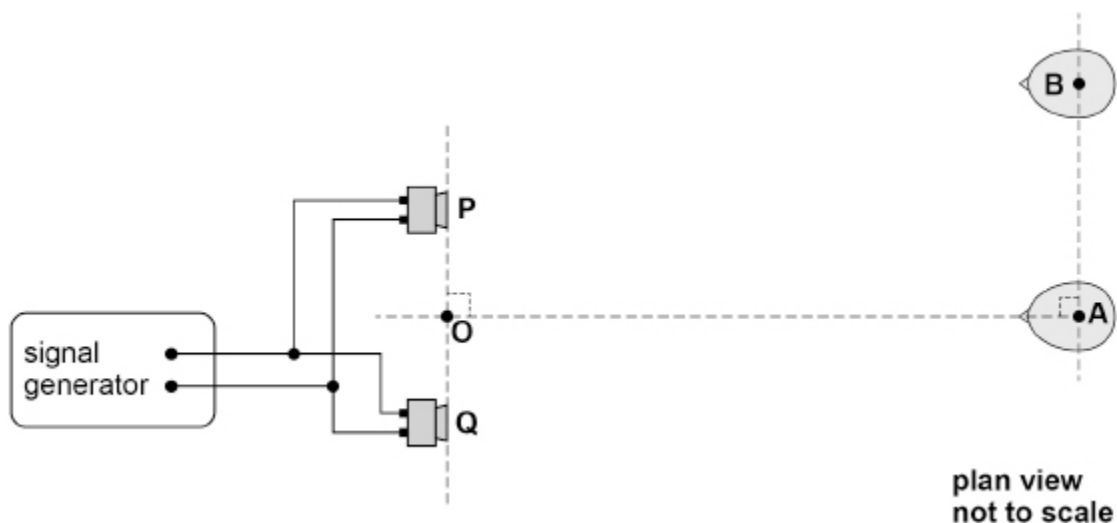 B
P
O
A
signal
generator
Q
plan view
not to scale